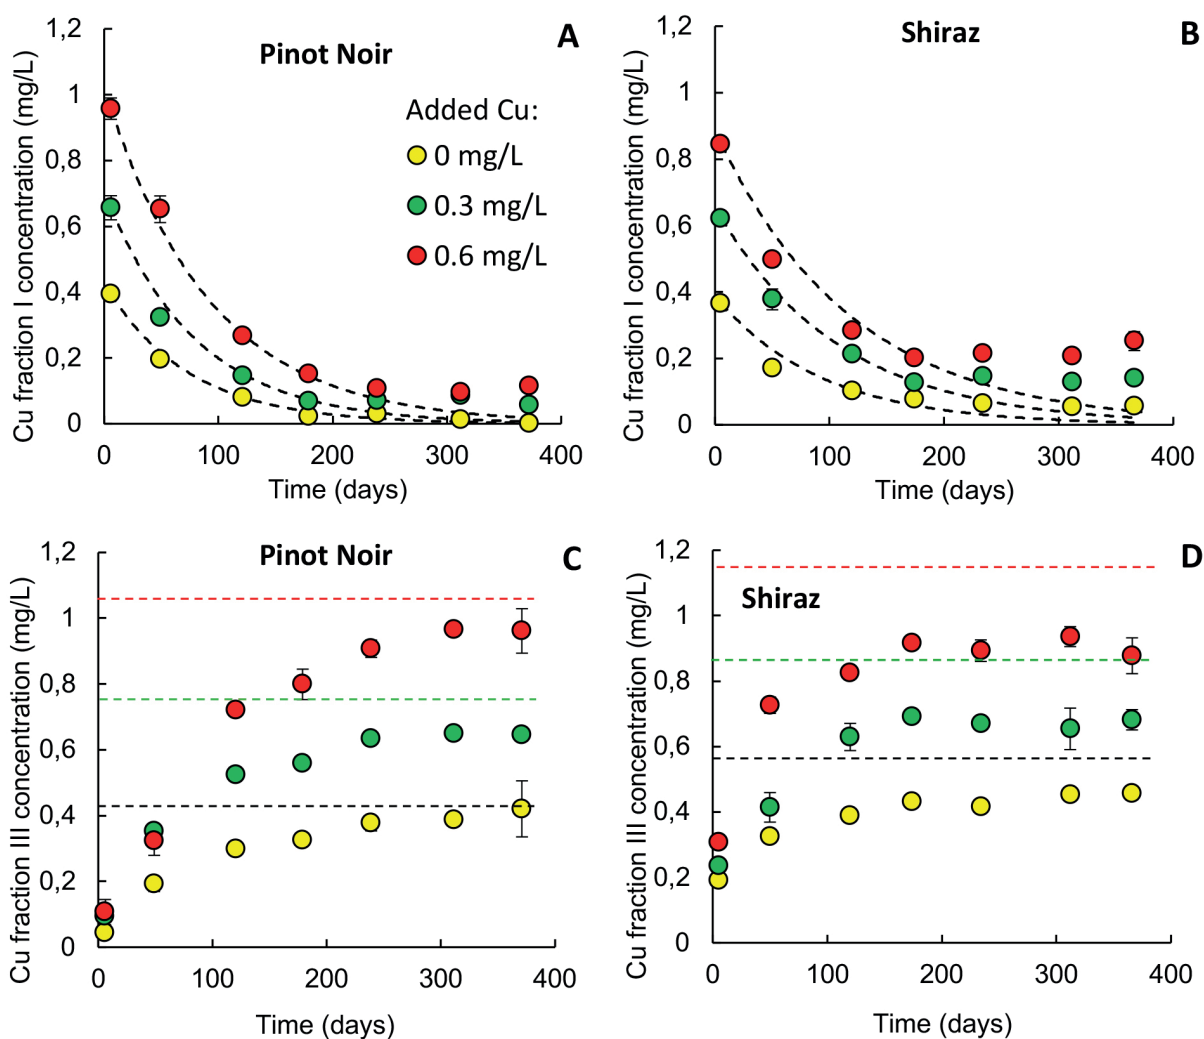 A
Pinot Noir
Cu fraction I concentration (mg/L)
1,2
1
0,8
0,6
0,4
0,2
0
Added Cu:
0 mg/L
0.3 mg/L
0.6 mg/L
0 100 200 300 400
Time (days)
B
Shiraz
Cu fraction I concentration (mg/L)
1,2
1
0,8
0,6
0,4
0,2
0
0 100 200 300 400
Time (days)
C
Pinot Noir
Cu fraction III concentration (mg/L)
1,2
1
0,8
0,6
0,4
0,2
0
0 100 200 300 400
Time (days)
D
Shiraz
Cu fraction III concentration (mg/L)
1,2
1
0,8
0,6
0,4
0,2
0
0 100 200 300 400
Time (days)